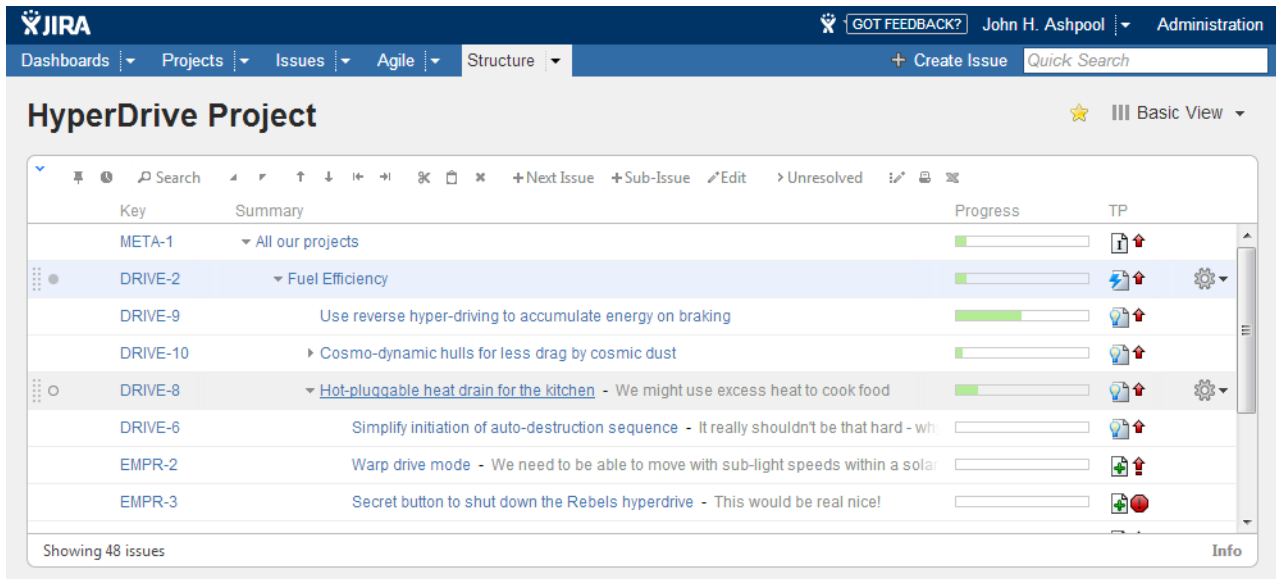 JIRA GOT FEEDBACK? John H. Ashpool Administration
Dashboards Projects Issues Agile Structure + Create Issue Quick Search
HyperDrive Project Basic View
Search +Next Issue +Sub-Issue Edit >Unresolved
Key Summary Progress TP
META-1 All our projects
DRIVE-2 Fuel Efficiency
DRIVE-9 Use reverse hyper-driving to accumulate energy on braking
DRIVE-10 Cosmo-dynamic hulls for less drag by cosmic dust
DRIVE-8 Hot-pluggable heat drain for the kitchen - We might use excess heat to cook food
DRIVE-6 Simplify initiation of auto-destruction sequence - It really shouldn't be that hard -
EMPR-2 Warp drive mode - We need to be able to move with sub-light speeds within a
EMPR-3 Secret button to shut down the Rebels hyperdrive - This would be real nice!
Showing 48 issues Info